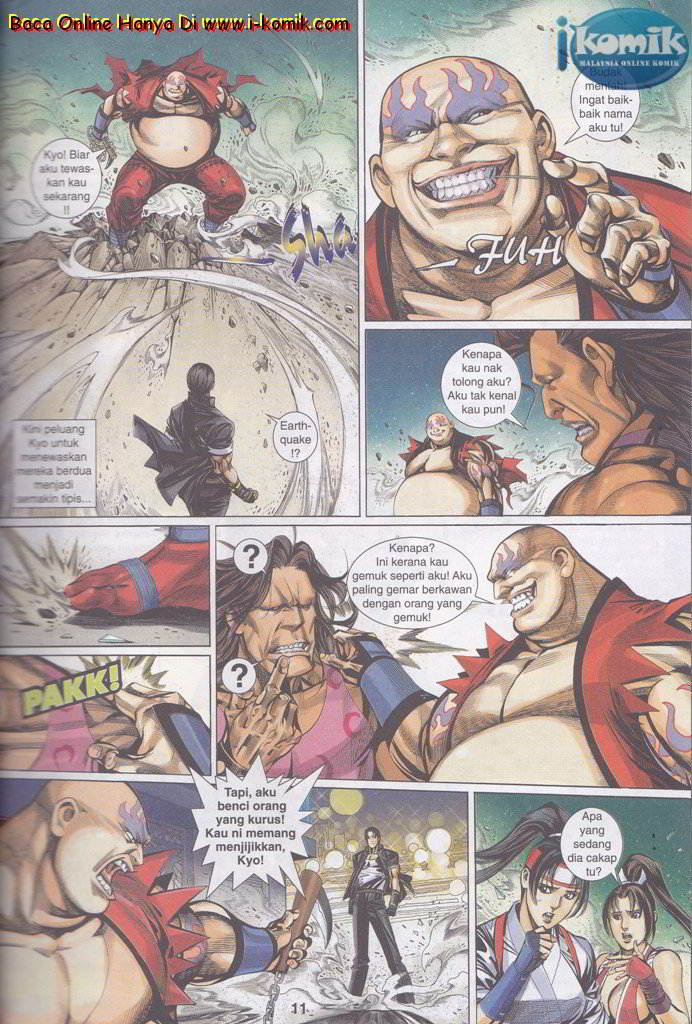 Baca Online Hanya Di www.i-komik.com
iKomik
MALAYSIA ONLINE KOMIK
Kyo! Biar
aku tewas-
kan kau
sekarang
!!
Sha
Budak
mentah!
Ingat baik-
baik nama
aku tu!
FUH
Kini peluang
Kyo untuk
menewaskan
mereka berdua
menjadi
semakin tipis...
Earth-
quake
!?
Kenapa
kau nak
tolong aku?
Aku tak kenal
kau pun!
PAKK!
?
?
Kenapa?
Ini kerana kau
gemuk seperti aku! Aku
paling gemar berkawan
dengan orang yang
gemuk!
Tapi, aku
benci orang
yang kurus!
Kau ni memang
menjijikkan,
Kyo!
Apa
yang
sedang
dia cakap
tu?
11